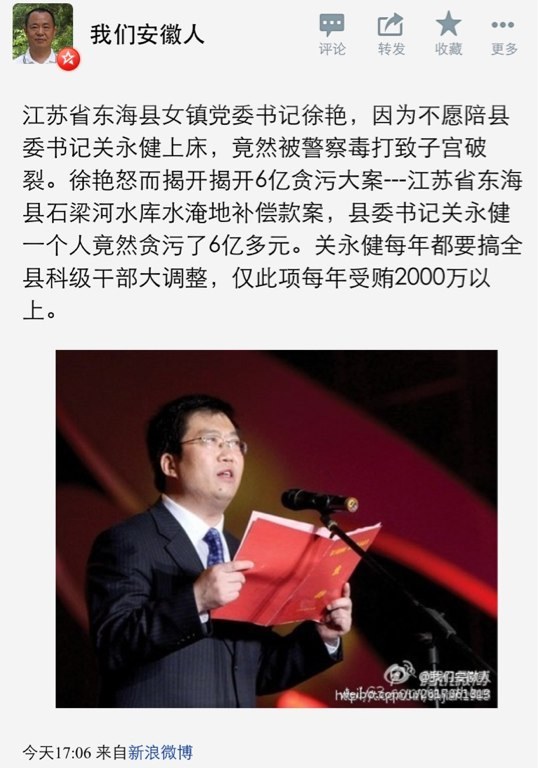 我们安徽人
评论
转发
收藏
更多
江苏省东海县女镇党委书记徐艳，因为不愿陪县
委书记关永健上床，竟然被警察毒打致子宫破
裂。徐艳怒而揭开揭开6亿贪污大案---江苏省东海
县石梁河水库水淹地补偿款案，县委书记关永健
一个人竟然贪污了6亿多元。关永健每年都要搞全
县科级干部大调整，仅此项每年受贿2000万以
上。
@我们安徽人
今天17:06 来自新浪微博